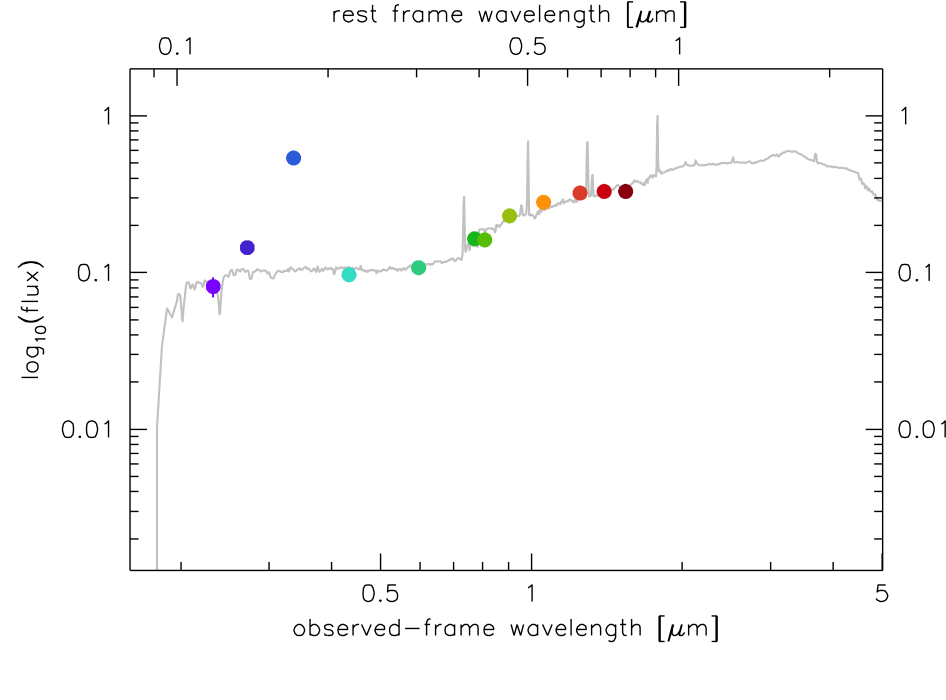 rest frame wavelength [μm]
0.1 0.5 1
1 1
0.1 0.1
0.01 0.01
log10(flux)
0.5 1 5
observed-frame wavelength [μm]